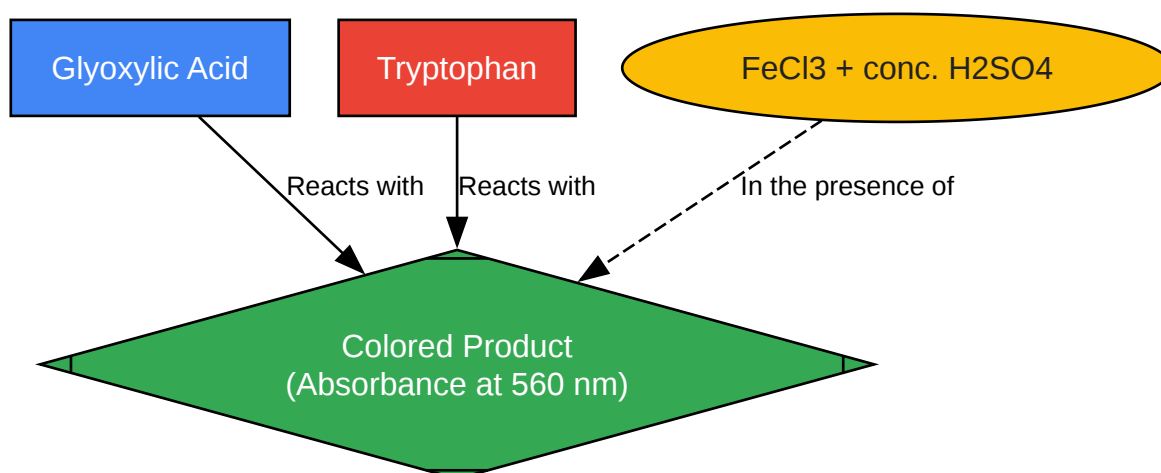 Glyoxylic Acid
Tryptophan
FeCl3 + conc. H2SO4
Reacts with
Reacts with
In the presence of
Colored Product
(Absorbance at 560 nm)